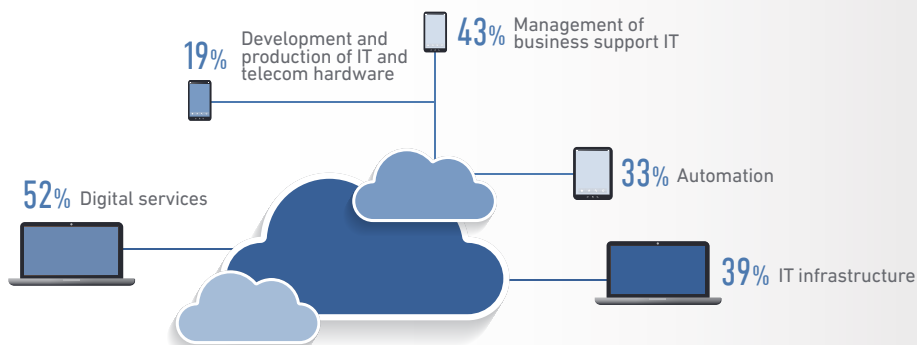 43% Management of
business support IT
19% Development and
production of IT and
telecom hardware
33% Automation
52% Digital services
39% IT infrastructure